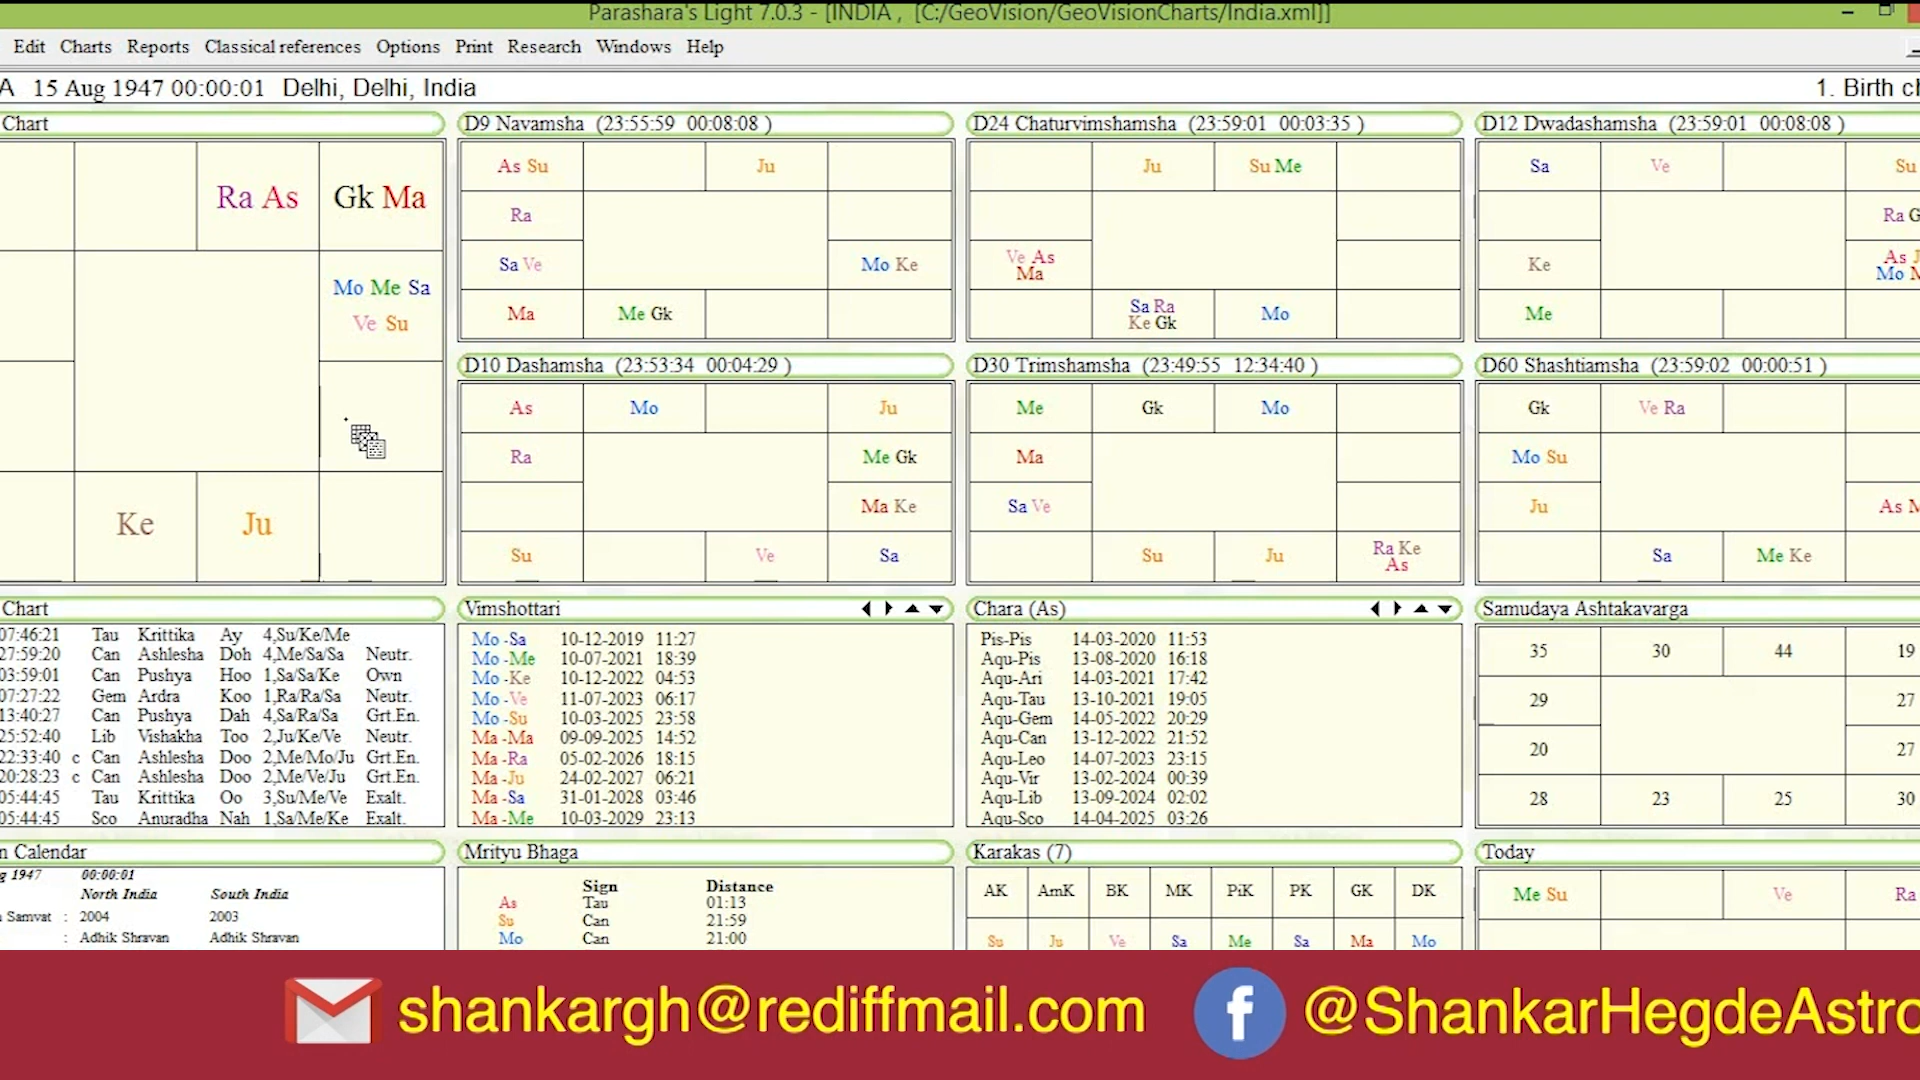 Parashara's Light 7.0.3 - [INDIA , [C:/GeoVision/GeoVisionCharts/India.xml]]
Edit Charts Reports Classical references Options Print Research Windows Help
A 15 Aug 1947 00:00:01 Delhi, Delhi, India
1. Birth ch
Chart
Ra As
Gk Ma
Mo Me Sa
Ve Su
Ke
Ju
D9 Navamsha (23:55:59 00:08:08 )
As Su
Ju
Ra
Sa Ve
Mo Ke
Ma
Me Gk
D24 Chaturvimshamsha (23:59:01 00:03:35 )
Ju
Su Me
Ve As
Ma
Sa Ra
Ke Gk
Mo
D12 Dwadashamsha (23:59:01 00:08:08 )
Sa
Ve
Su
Ra G
Ke
As J
Mo M
Me
D10 Dashamsha (23:53:34 00:04:29 )
As
Mo
Ju
Ra
Me Gk
Ma Ke
Su
Ve
Sa
D30 Trimshamsha (23:49:55 12:34:40 )
Me
Gk
Mo
Ma
Sa Ve
Su
Ju
Ra Ke
As
D60 Shashtiamsha (23:59:02 00:00:51 )
Gk
Ve Ra
Mo Su
Ju
As M
Sa
Me Ke
Chart
07:46:21 Tau Krittika Ay 4,Su/Ke/Me
27:59:20 Can Ashlesha Doh 4,Me/Sa/Sa Neutr.
03:59:01 Can Pushya Hoo 1,Sa/Sa/Ke Own
07:27:22 Gem Ardra Koo 1,Ra/Ra/Sa Neutr.
13:40:27 Can Pushya Dah 4,Sa/Ra/Sa Grt.En.
25:52:40 Lib Vishakha Too 2,Ju/Ke/Ve Neutr.
22:33:40 c Can Ashlesha Doo 2,Me/Mo/Ju Grt.En.
20:28:23 c Can Ashlesha Doo 2,Me/Ve/Ju Grt.En.
05:44:45 Tau Krittika Oo 3,Su/Me/Ve Exalt.
05:44:45 Sco Anuradha Nah 1,Sa/Me/Ke Exalt.
Vimshottari
Mo -Sa 10-12-2019 11:27
Mo -Me 10-07-2021 18:39
Mo -Ke 10-12-2022 04:53
Mo -Ve 11-07-2023 06:17
Mo -Su 10-03-2025 23:58
Ma -Ma 09-09-2025 14:52
Ma -Ra 05-02-2026 18:15
Ma -Ju 24-02-2027 06:21
Ma -Sa 31-01-2028 03:46
Ma -Me 10-03-2029 23:13
Chara (As)
Pis-Pis 14-03-2020 11:53
Aqu-Pis 13-08-2020 16:18
Aqu-Ari 14-03-2021 17:42
Aqu-Tau 13-10-2021 19:05
Aqu-Gem 14-05-2022 20:29
Aqu-Can 13-12-2022 21:52
Aqu-Leo 14-07-2023 23:15
Aqu-Vir 13-02-2024 00:39
Aqu-Lib 13-09-2024 02:02
Aqu-Sco 14-04-2025 03:26
Samudaya Ashtakavarga
35 30 44 19
29 27
20 27
28 23 25 30
n Calendar
g 1947 00:00:01
North India South India
Samvat : 2004 2003
: Adhik Shravan Adhik Shravan
Mrityu Bhaga
Sign Distance
As Tau 01:13
Su Can 21:59
Mo Can 21:00
Karakas (7)
AK AmK BK MK PiK PK GK DK
Su Ju Ve Sa Me Sa Ma Mo
Today
Me Su
Ve
Ra
shankargh@rediffmail.com
f @ShankarHegdeAstro